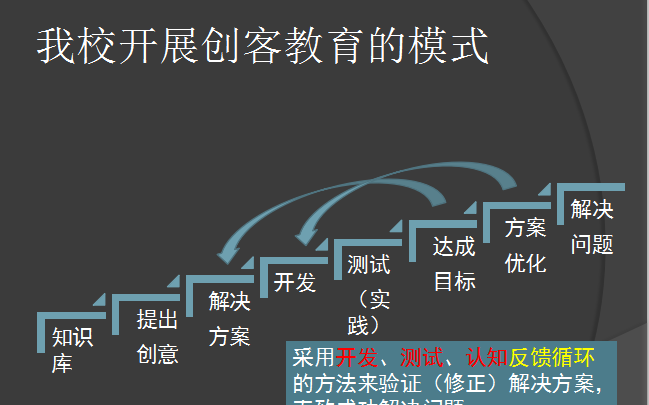 我校开展创客教育的模式
知识
库
提出
创意
解决
方案
开发
测试
（实
践）
达成
目标
方案
优化
解决
问题
采用开发、测试、认知反馈循环
的方法来验证（修正）解决方案，